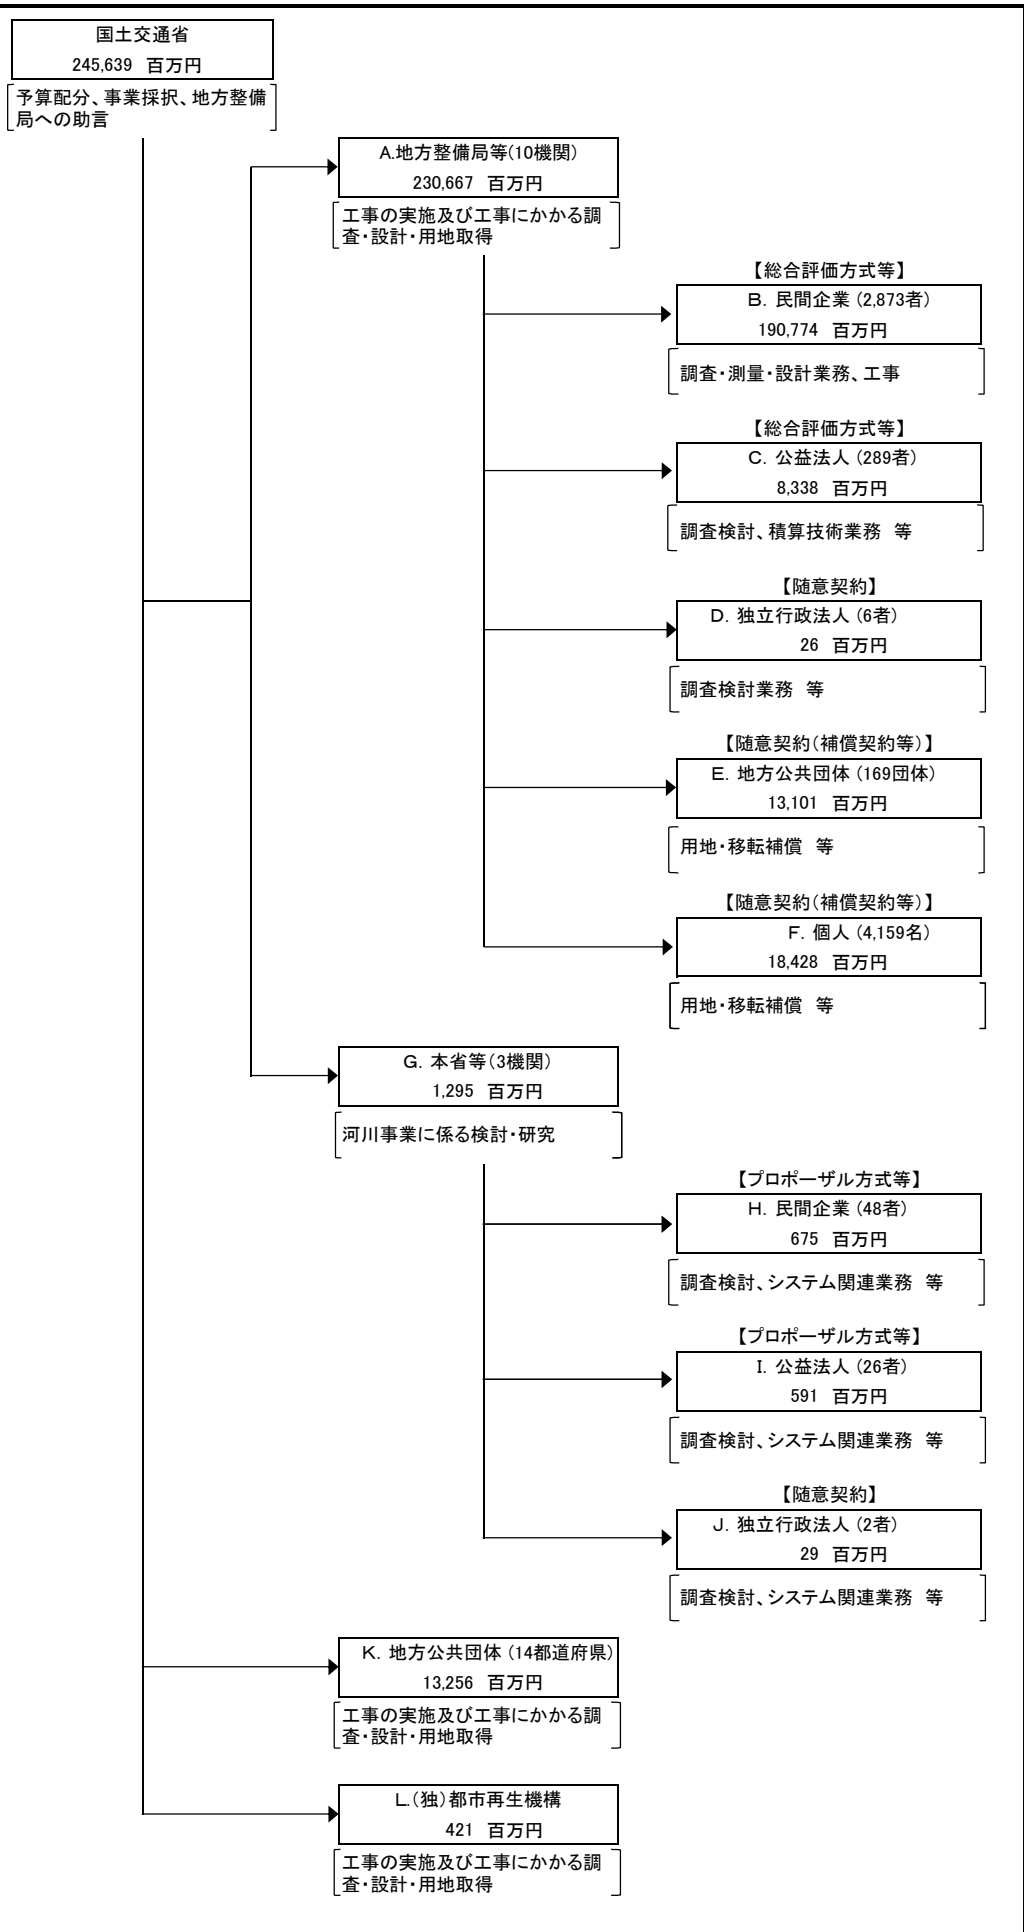 国土交通省
245,639 百万円
予算配分、事業採択、地方整備
局への助言
A.地方整備局等(10機関)
230,667 百万円
工事の実施及び工事にかかる調
査・設計・用地取得
【総合評価方式等】
B. 民間企業 (2,873者)
190,774 百万円
調査・測量・設計業務、工事
【総合評価方式等】
C. 公益法人 (289者)
8,338 百万円
調査検討、積算技術業務 等
【随意契約】
D. 独立行政法人 (6者)
26 百万円
調査検討業務 等
【随意契約(補償契約等)】
E. 地方公共団体 (169団体)
13,101 百万円
用地・移転補償 等
【随意契約(補償契約等)】
F. 個人 (4,159名)
18,428 百万円
用地・移転補償 等
G. 本省等(3機関)
1,295 百万円
河川事業に係る検討・研究
【プロポーザル方式等】
H. 民間企業 (48者)
675 百万円
調査検討、システム関連業務 等
【プロポーザル方式等】
I. 公益法人 (26者)
591 百万円
調査検討、システム関連業務 等
【随意契約】
J. 独立行政法人 (2者)
29 百万円
調査検討、システム関連業務 等
K. 地方公共団体 (14都道府県)
13,256 百万円
工事の実施及び工事にかかる調
査・設計・用地取得
L.(独)都市再生機構
421 百万円
工事の実施及び工事にかかる調
査・設計・用地取得